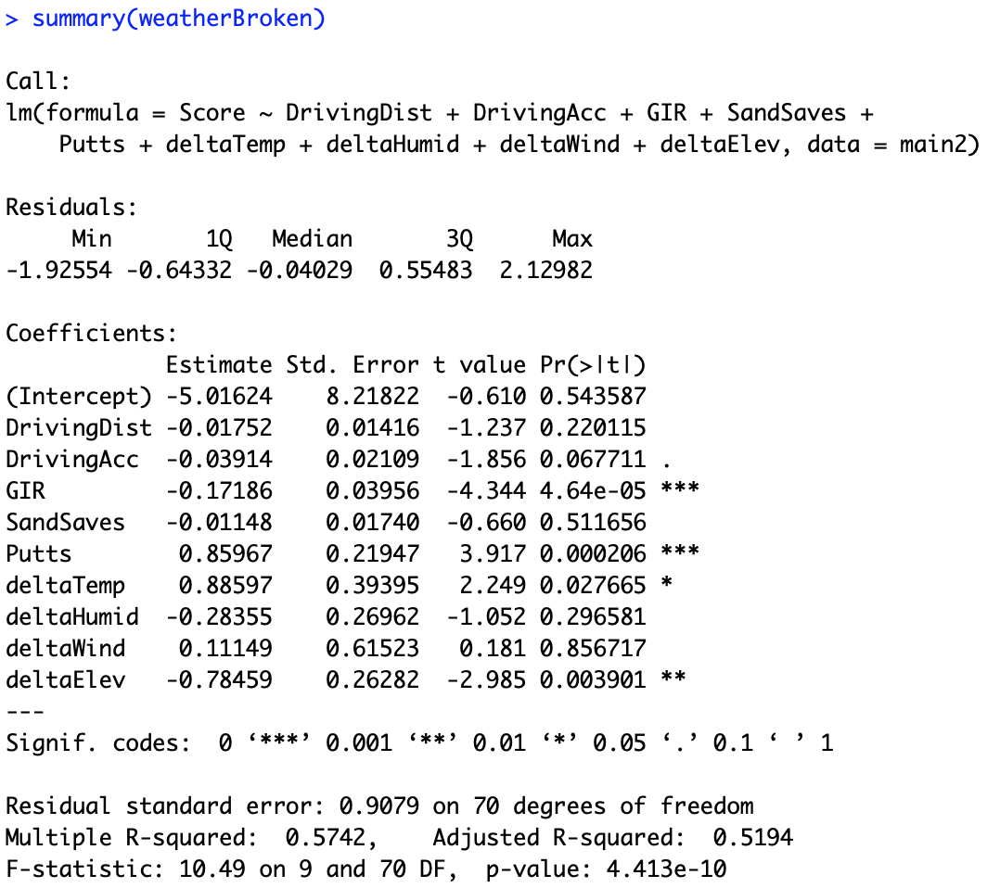 > summary(weatherBroken)

Call:
lm(formula = Score ~ DrivingDist + DrivingAcc + GIR + SandSaves +
    Putts + deltaTemp + deltaHumid + deltaWind + deltaElev, data = main2)

Residuals:
     Min       1Q   Median       3Q      Max
-1.92554 -0.64332 -0.04029  0.55483  2.12982

Coefficients:
            Estimate Std. Error t value Pr(>|t|)
(Intercept) -5.01624    8.21822  -0.610 0.543587
DrivingDist -0.01752    0.01416  -1.237 0.220115
DrivingAcc  -0.03914    0.02109  -1.856 0.067711 .
GIR         -0.17186    0.03956  -4.344 4.64e-05 ***
SandSaves   -0.01148    0.01740  -0.660 0.511656
Putts        0.85967    0.21947   3.917 0.000206 ***
deltaTemp    0.88597    0.39395   2.249 0.027665 *
deltaHumid  -0.28355    0.26962  -1.052 0.296581
deltaWind    0.11149    0.61523   0.181 0.856717
deltaElev   -0.78459    0.26282  -2.985 0.003901 **
---
Signif. codes:  0 ‘***’ 0.001 ‘**’ 0.01 ‘*’ 0.05 ‘.’ 0.1 ‘ ’ 1

Residual standard error: 0.9079 on 70 degrees of freedom
Multiple R-squared:  0.5742,    Adjusted R-squared:  0.5194
F-statistic: 10.49 on 9 and 70 DF,  p-value: 4.413e-10